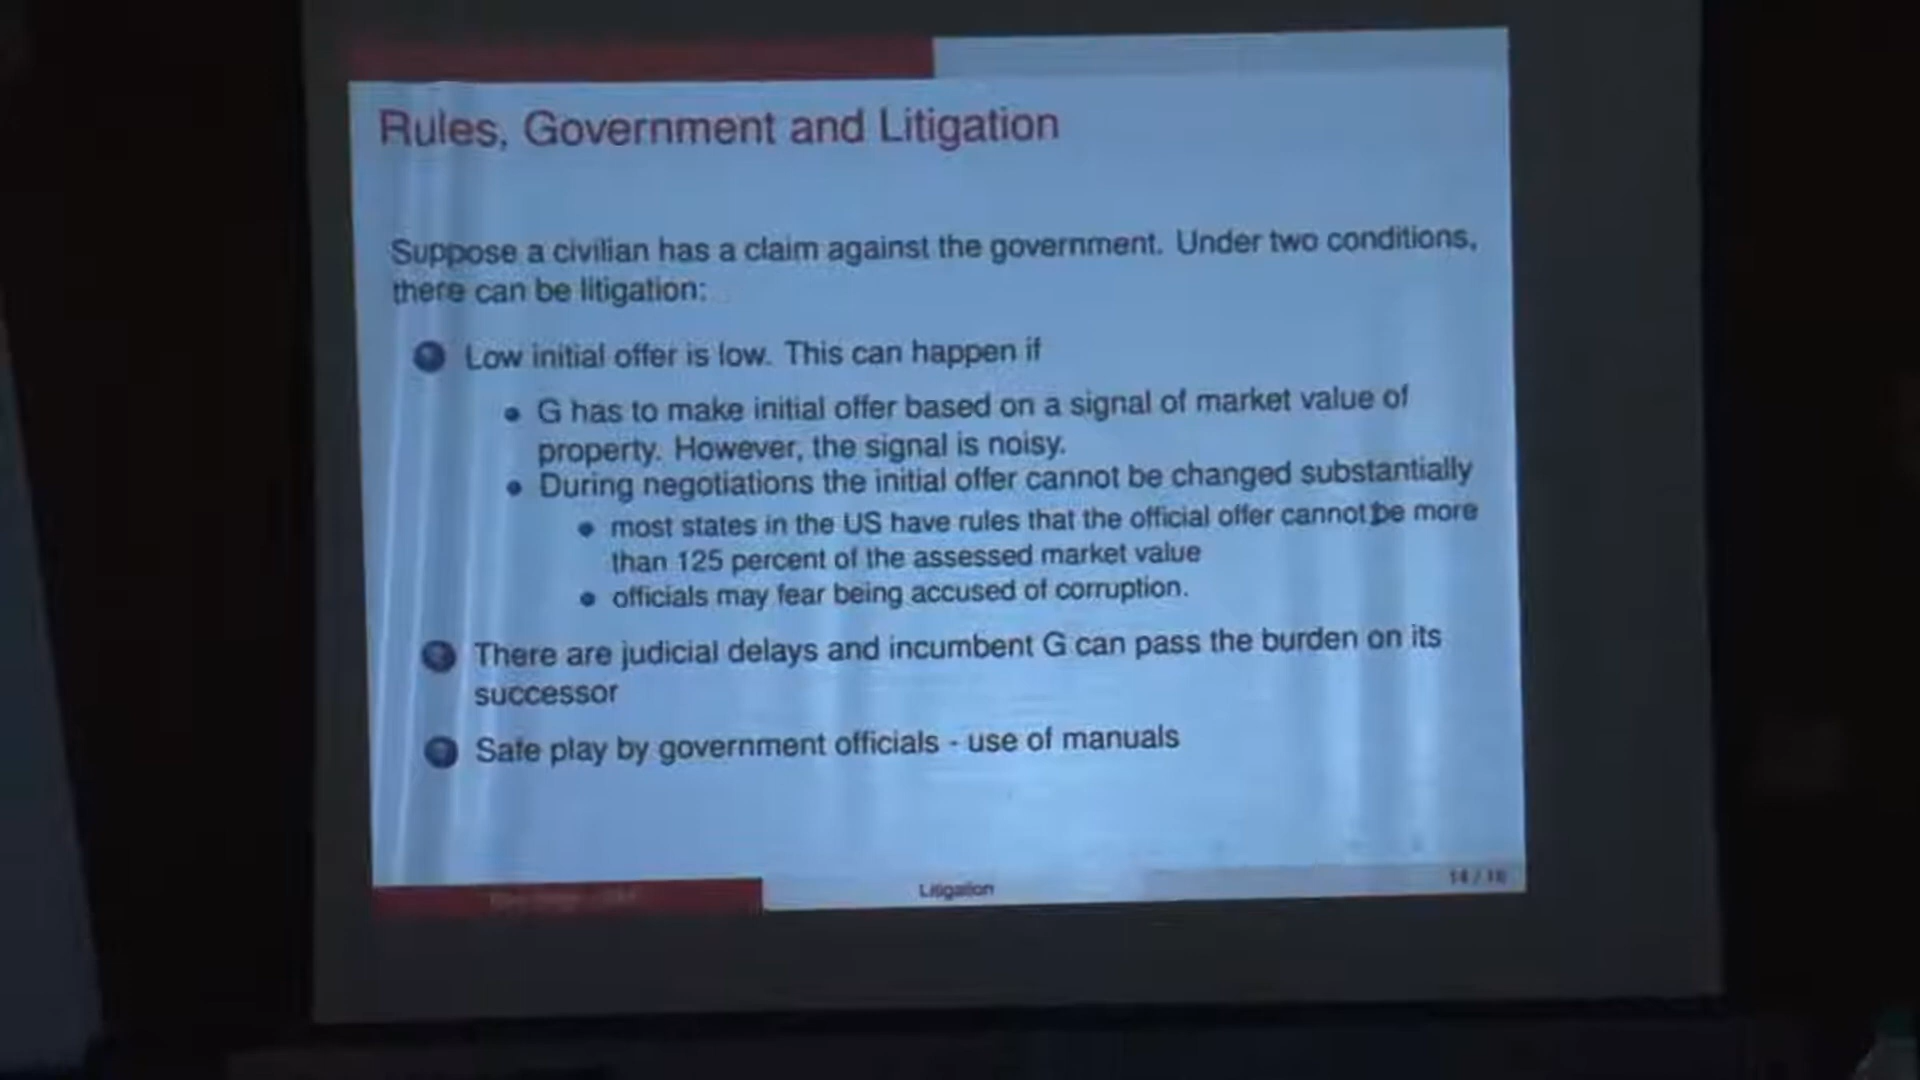 Rules, Government and Litigation
Suppose a civilian has a claim against the government. Under two conditions,
there can be litigation:
Low initial offer is low. This can happen if
G has to make initial offer based on a signal of market value of
property. However, the signal is noisy.
During negotiations the initial offer cannot be changed substantially
most states in the US have rules that the official offer cannot be more
than 125 percent of the assessed market value
officials may fear being accused of corruption.
There are judicial delays and incumbent G can pass the burden on its
successor
Safe play by government officials - use of manuals
Litigation